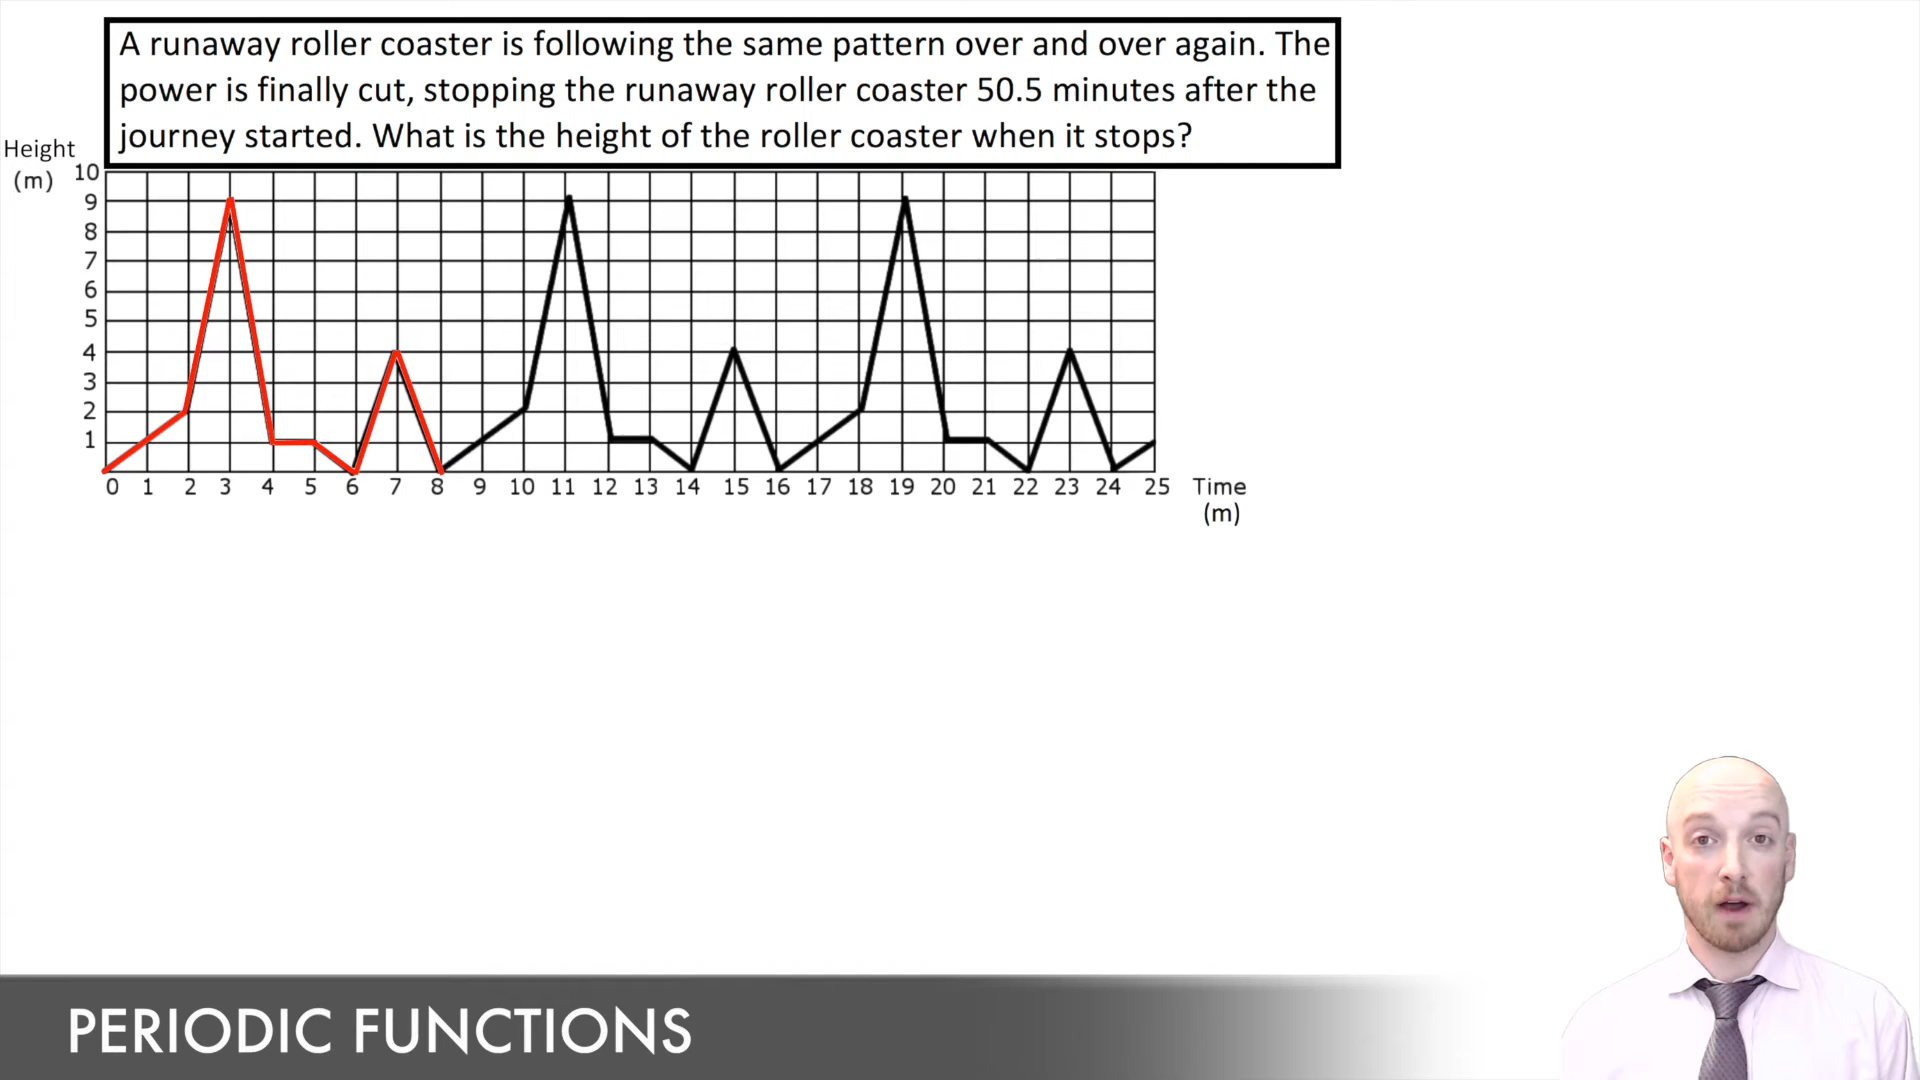 A runaway roller coaster is following the same pattern over and over again. The
power is finally cut, stopping the runaway roller coaster 50.5 minutes after the
journey started. What is the height of the roller coaster when it stops?
Height
(m)
10
9
8
7
6
5
4
3
2
1
0 1 2 3 4 5 6 7 8 9 10 11 12 13 14 15 16 17 18 19 20 21 22 23 24 25 Time
(m)
PERIODIC FUNCTIONS